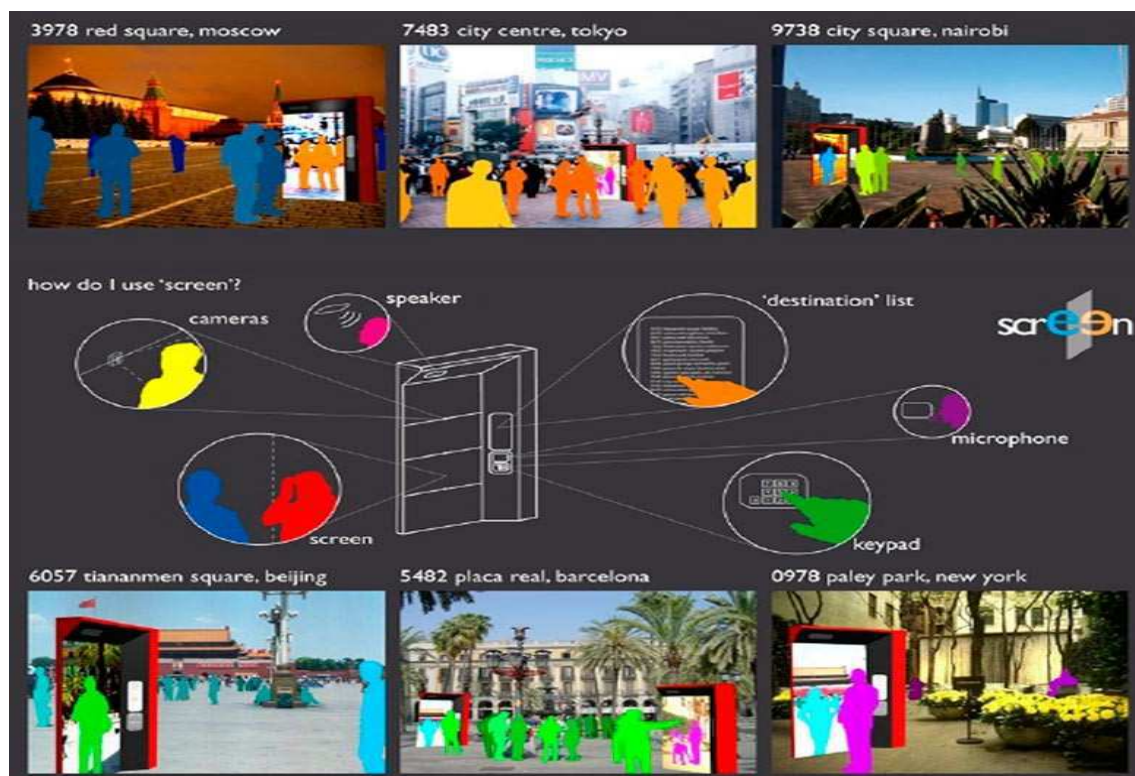 3978 red square, moscow
7483 city centre, tokyo
9738 city square, nairobi
how do I use 'screen'?
speaker
'destination' list
cameras
screen
microphone
screen
keypad
6057 tiananmen square, beijing
5482 placa real, barcelona
0978 paley park, new york